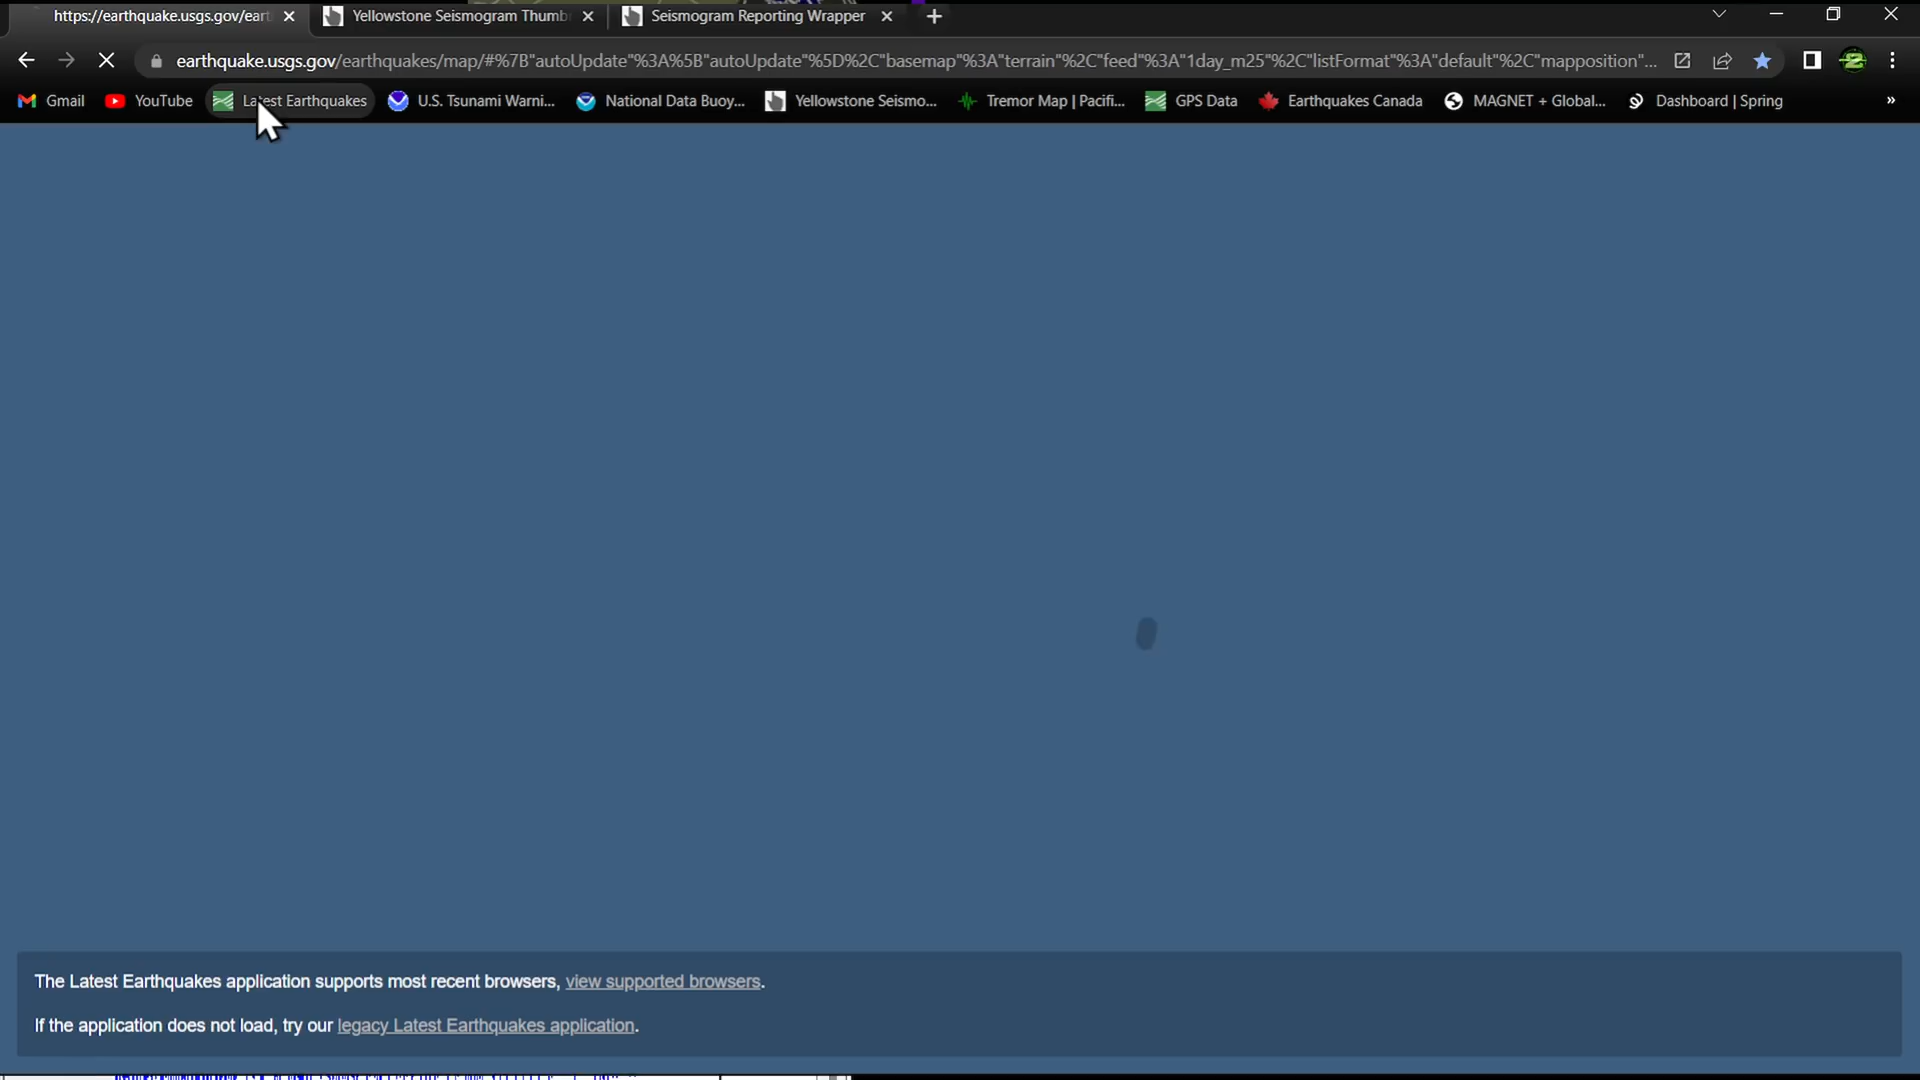 https://earthquake.usgs.gov/eart
Yellowstone Seismogram Thumb
Seismogram Reporting Wrapper
earthquake.usgs.gov/earthquakes/map/#%7B"autoUpdate"%3A%5B"autoUpdate"%5D%2C"basemap"%3A"terrain"%2C"feed"%3A"1day_m25"%2C"listFormat"%3A"default"%2C"mapposition"...
Gmail
YouTube
Latest Earthquakes
U.S. Tsunami Warni...
National Data Buoy...
Yellowstone Seismo...
Tremor Map | Pacifi...
GPS Data
Earthquakes Canada
MAGNET + Global...
Dashboard | Spring
»
The Latest Earthquakes application supports most recent browsers, view supported browsers.
If the application does not load, try our legacy Latest Earthquakes application.